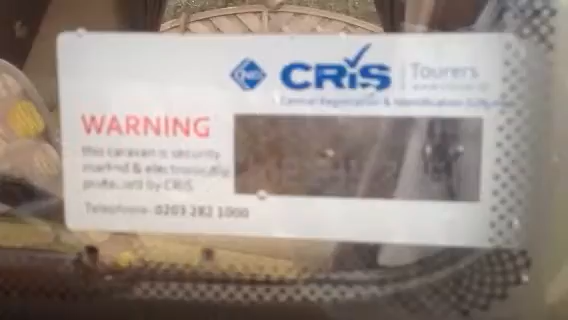 CRiS Tourers
Central Registration & Identification
WARNING
this caravan is security
marked & electronically
protected by CRiS
Telephone: 0203 282 1000